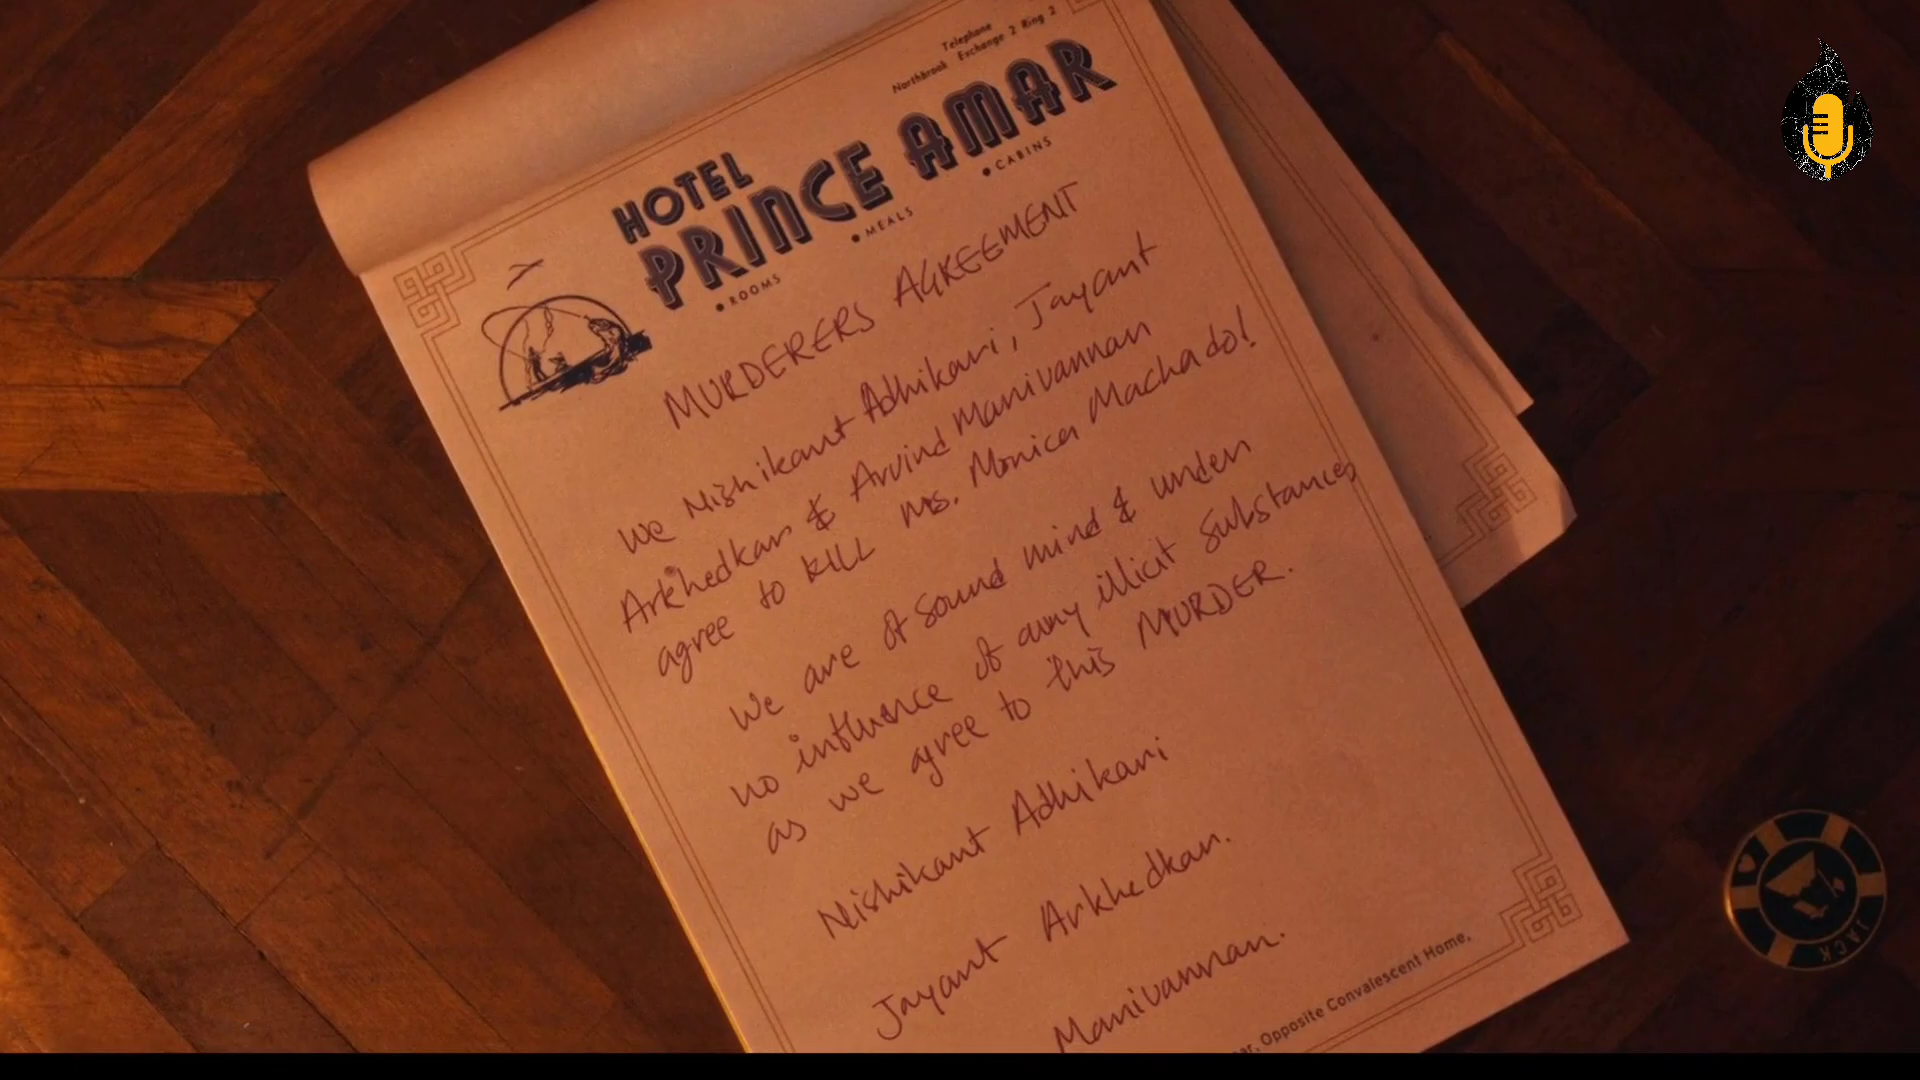 Telephone
Northbrook Exchange 2 Ring 2
HOTEL
PRINCE AMAR
• ROOMS • MEALS • CABINS
MURDERERS AGREEMENT
We Nishikant Adhikari, Jayant
Arkhedkar & Arvind Manivannan
agree to KILL Ms. Monica Machado!
We are of sound mind & under
no influence of any illicit substances
as we agree to this MURDER.
Nishikant Adhikari
Jayant Arkhedkar.
Manivannan.
Opposite Convalescent Home,
JACK